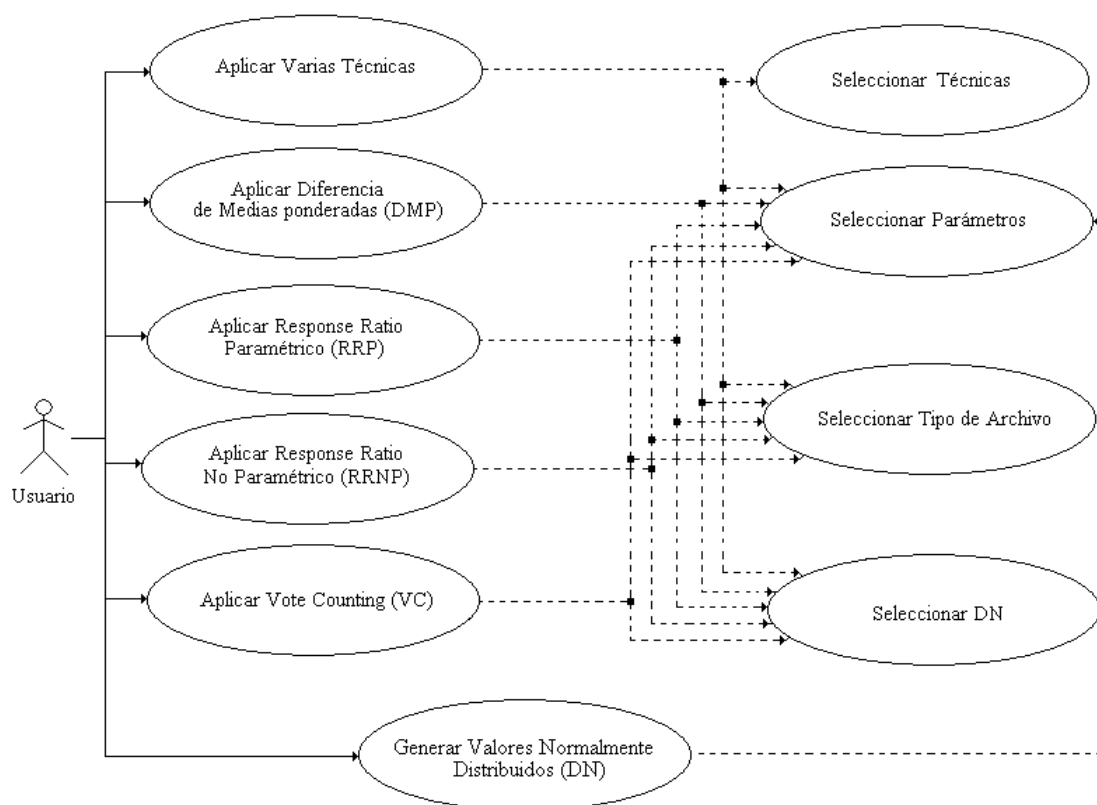 Aplicar Varias Técnicas
Seleccionar Técnicas
Aplicar Diferencia
de Medias ponderadas (DMP)
Seleccionar Parámetros
Aplicar Response Ratio
Paramétrico (RRP)
Seleccionar Tipo de Archivo
Aplicar Response Ratio
No Paramétrico (RRNP)
Usuario
Aplicar Vote Counting (VC)
Seleccionar DN
Generar Valores Normalmente
Distribuidos (DN)